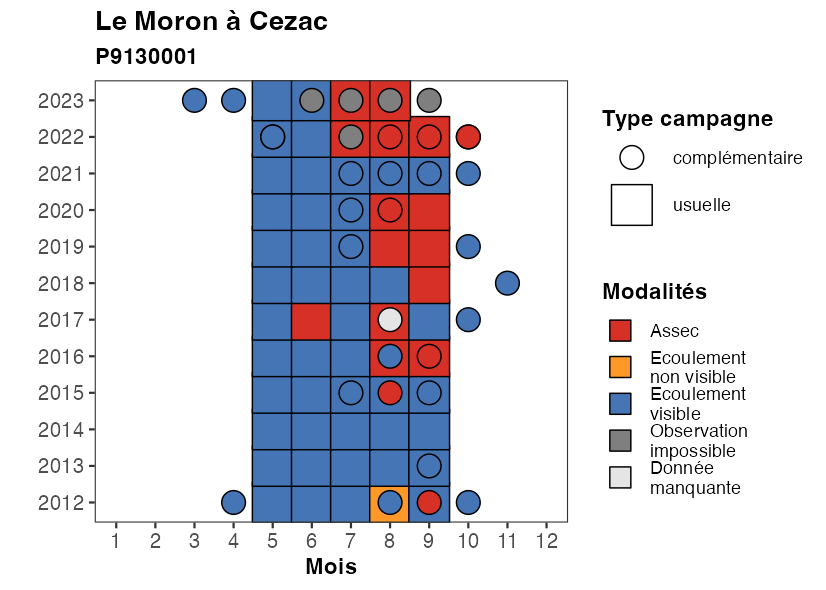 Le Moron à Cezac
P9130001
2023
2022
2021
2020
2019
2018
2017
2016
2015
2014
2013
2012
1 2 3 4 5 6 7 8 9 10 11 12
Mois
Type campagne
complémentaire
usuelle
Modalités
Assec
Ecoulement
non visible
Ecoulement
visible
Observation
impossible
Donnée
manquante